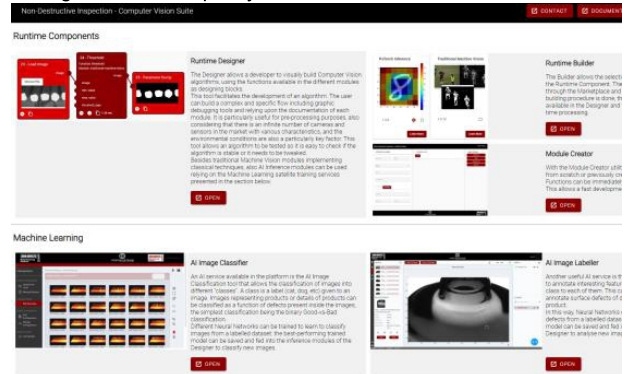 Non-Destructive Inspection - Computer Vision Suite
CONTACT
DOCUMENT
Runtime Components
Runtime Designer
The Designer allows a developer to visually build Computer Vision
algorithms, using the functions available in the different modules
as designing blocks.
This tool facilitates the development of an algorithm. The user
can build a complex and specific flow including graphic
debugging tools and relying upon the documentation of each
module. It is particularly useful for pre-processing purposes, also
considering that there is an infinite number of cameras and
sensors in the market with various characteristics, and the
environmental conditions are also a particularly key factor. This
tool allows an algorithm to be tested so it is easy to check if the
algorithm is stable or it needs to be tweaked.
Besides traditional Machine Vision modules implementing
classical techniques, also AI Inference modules can be used
relying on the Machine Learning satellite training services
presented in the section below.
OPEN
Runtime Builder
The Builder allows the select
the Runtime Component. The
through the Marketplace and
building procedure is done, th
available in the Designer and
time processing.
OPEN
Module Creator
With the Module Creator utilit
from scratch or previously cre
Functions can be immediatel
This allows a fast developme
OPEN
Machine Learning
AI Image Classifier
An AI service available in the platform is the AI Image
Classification tool that allows the classification of images into
different "classes". A class is a label (cat, dog, etc) given to an
image. Images representing products or details of products can
be classified as a function of defects present inside the images,
the simplest classification being the binary Good-vs-Bad
classification.
Different Neural Networks can be trained to learn to classify
images from a labelled dataset: the best-performing trained
model can be saved and fed into the inference modules of the
Designer to classify new images.
OPEN
AI Image Labeller
Another useful AI service is th
to annotate interesting featur
class to each of them. This c
annotate surface defects of d
product.
In this way, Neural Networks
defects from a labelled datas
model can be saved and fed i
Designer to analyse new imag
OPEN